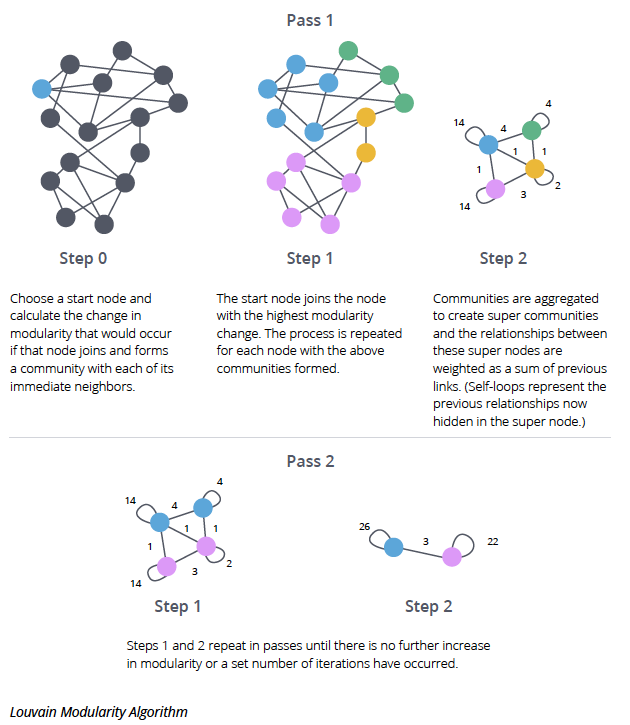 Pass 1
14
4
4
1
1
1
2
3
14
Step 0
Step 1
Step 2
Choose a start node and
calculate the change in
modularity that would occur
if that node joins and forms
a community with each of its
immediate neighbors.
The start node joins the node
with the highest modularity
change. The process is repeated
for each node with the above
communities formed.
Communities are aggregated
to create super communities
and the relationships between
these super nodes are
weighted as a sum of previous
links. (Self-loops represent the
previous relationships now
hidden in the super node.)
Pass 2
14
4
4
1
1
1
2
3
14
26
3
22
Step 1
Step 2
Steps 1 and 2 repeat in passes until there is no further increase
in modularity or a set number of iterations have occurred.
Louvain Modularity Algorithm